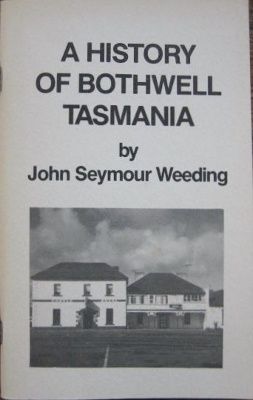 A HISTORY
OF BOTHWELL
TASMANIA
by
John Seymour Weeding